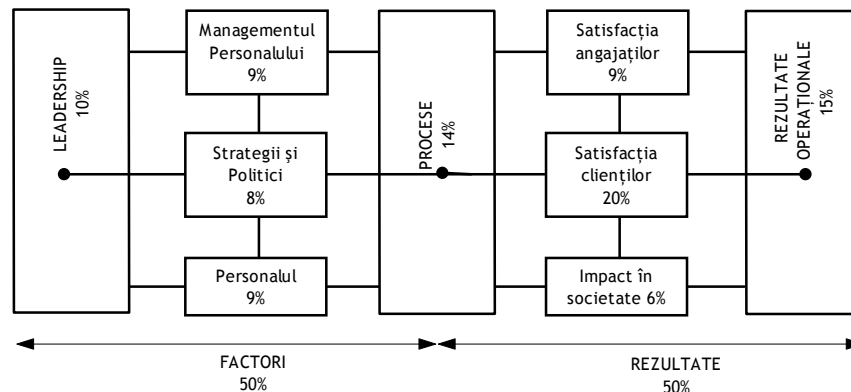 LEADERSHIP
10%
Managementul
Personalului
9%
Strategii şi
Politici
8%
Personalul
9%
PROCESE
14%
Satisfacția
angajaților
9%
Satisfacția
clienților
20%
Impact în
societate 6%
REZULTATE
OPERAȚIONALE
15%
FACTORI
50%
REZULTATE
50%